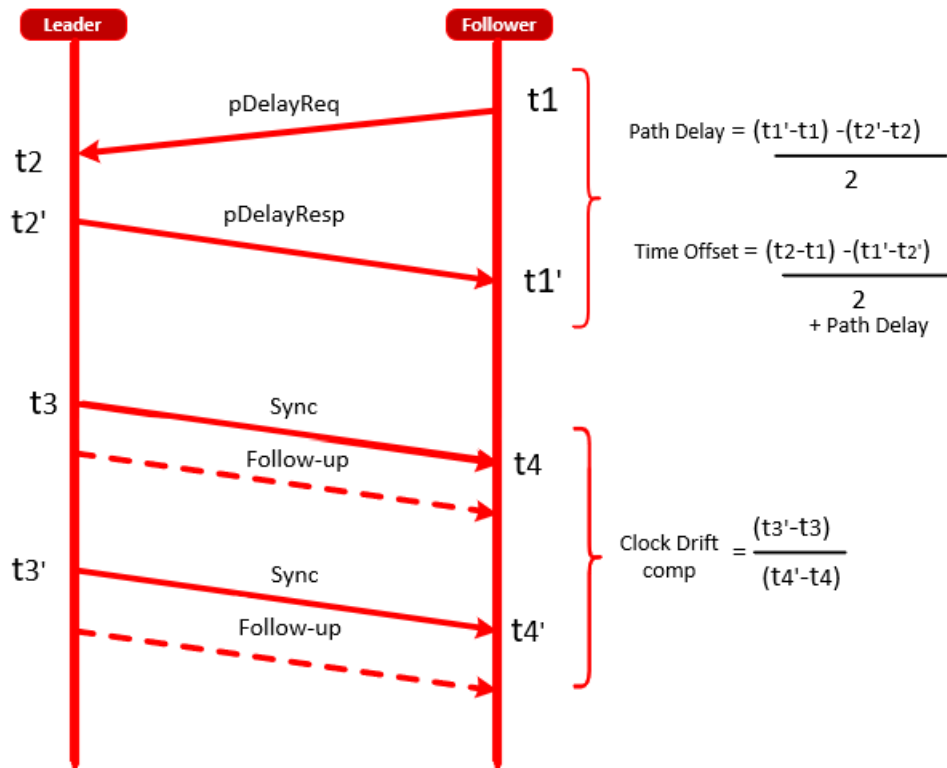 Leader
Follower
pDelayReq
t1
t2
Path Delay = (t1'-t1) -(t2'-t2)
2
t2'
pDelayResp
t1'
Time Offset = (t2-t1) -(t1'-t2')
2
+ Path Delay
t3
Sync
Follow-up
t4
t3'
Sync
Follow-up
t4'
Clock Drift
comp
= (t3'-t3)
(t4'-t4)